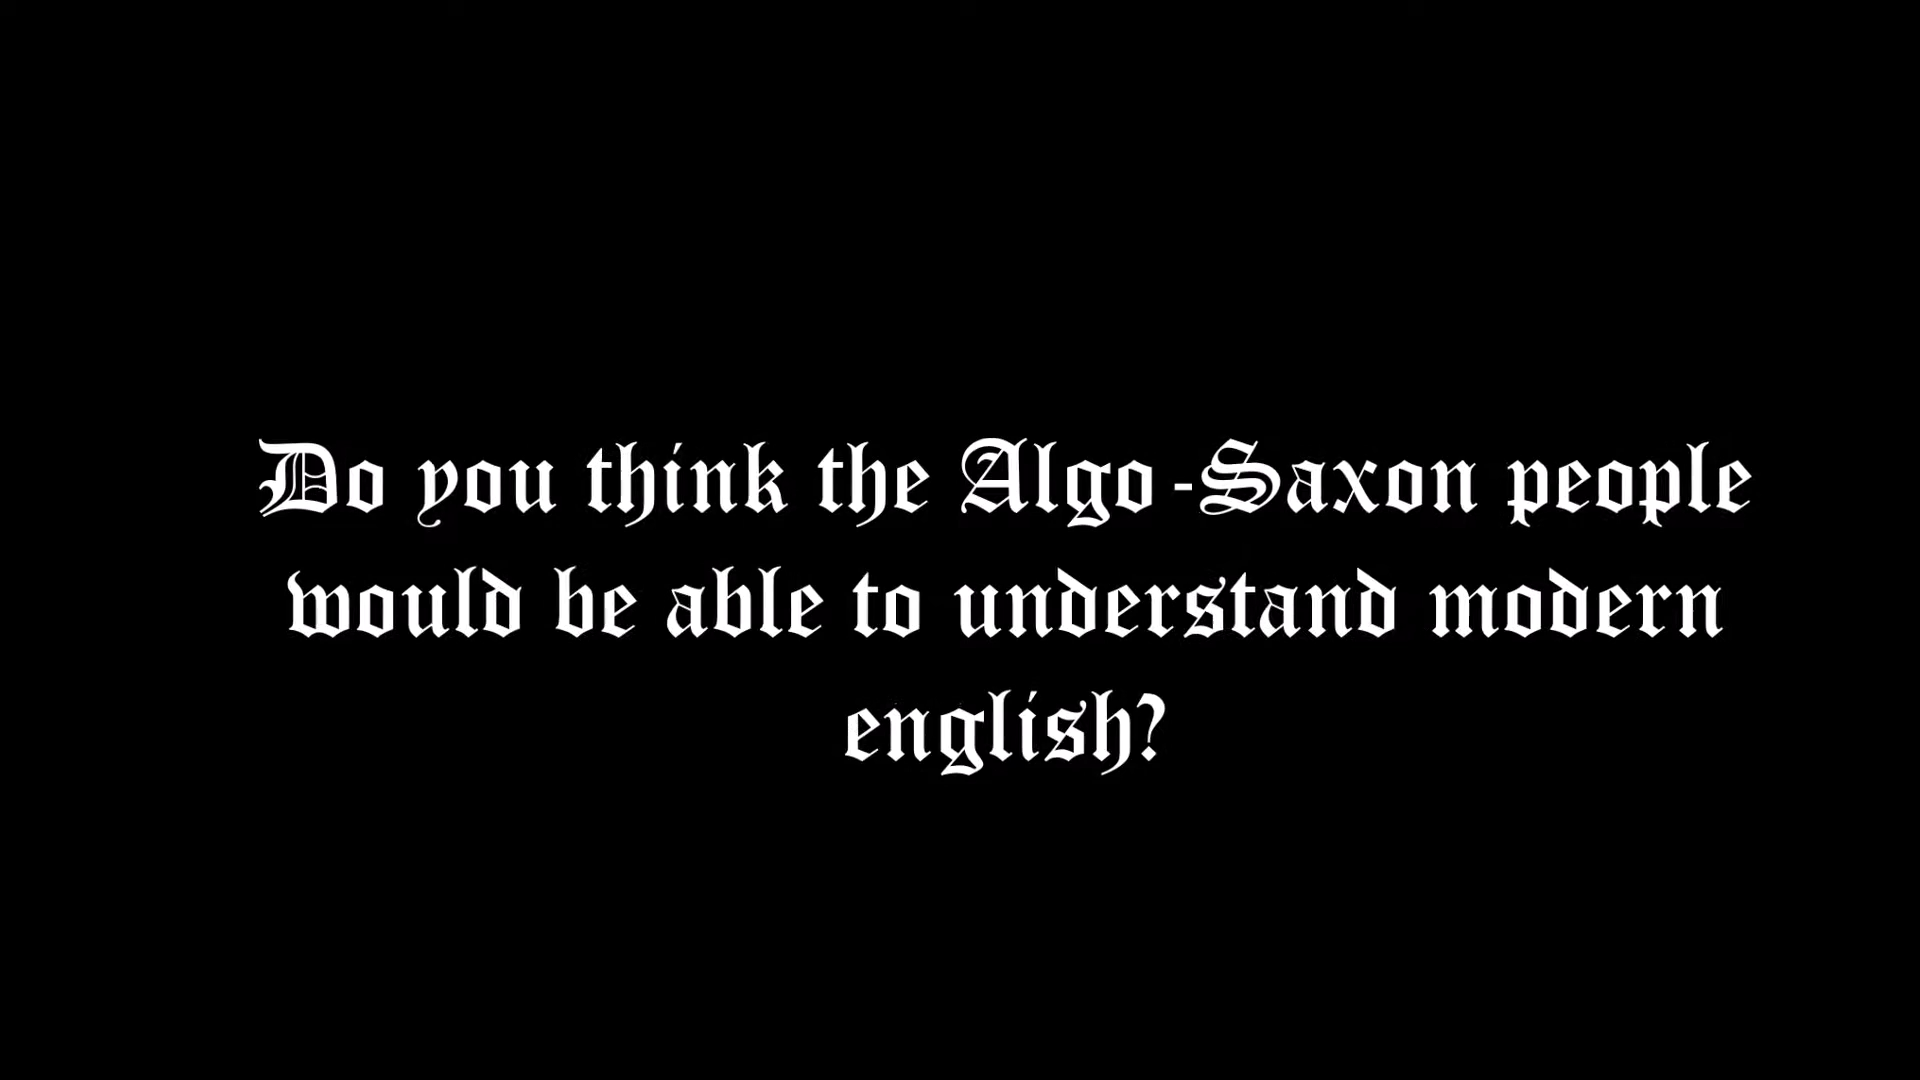 Do you think the Algo-Saxon people
would be able to understand modern
english?